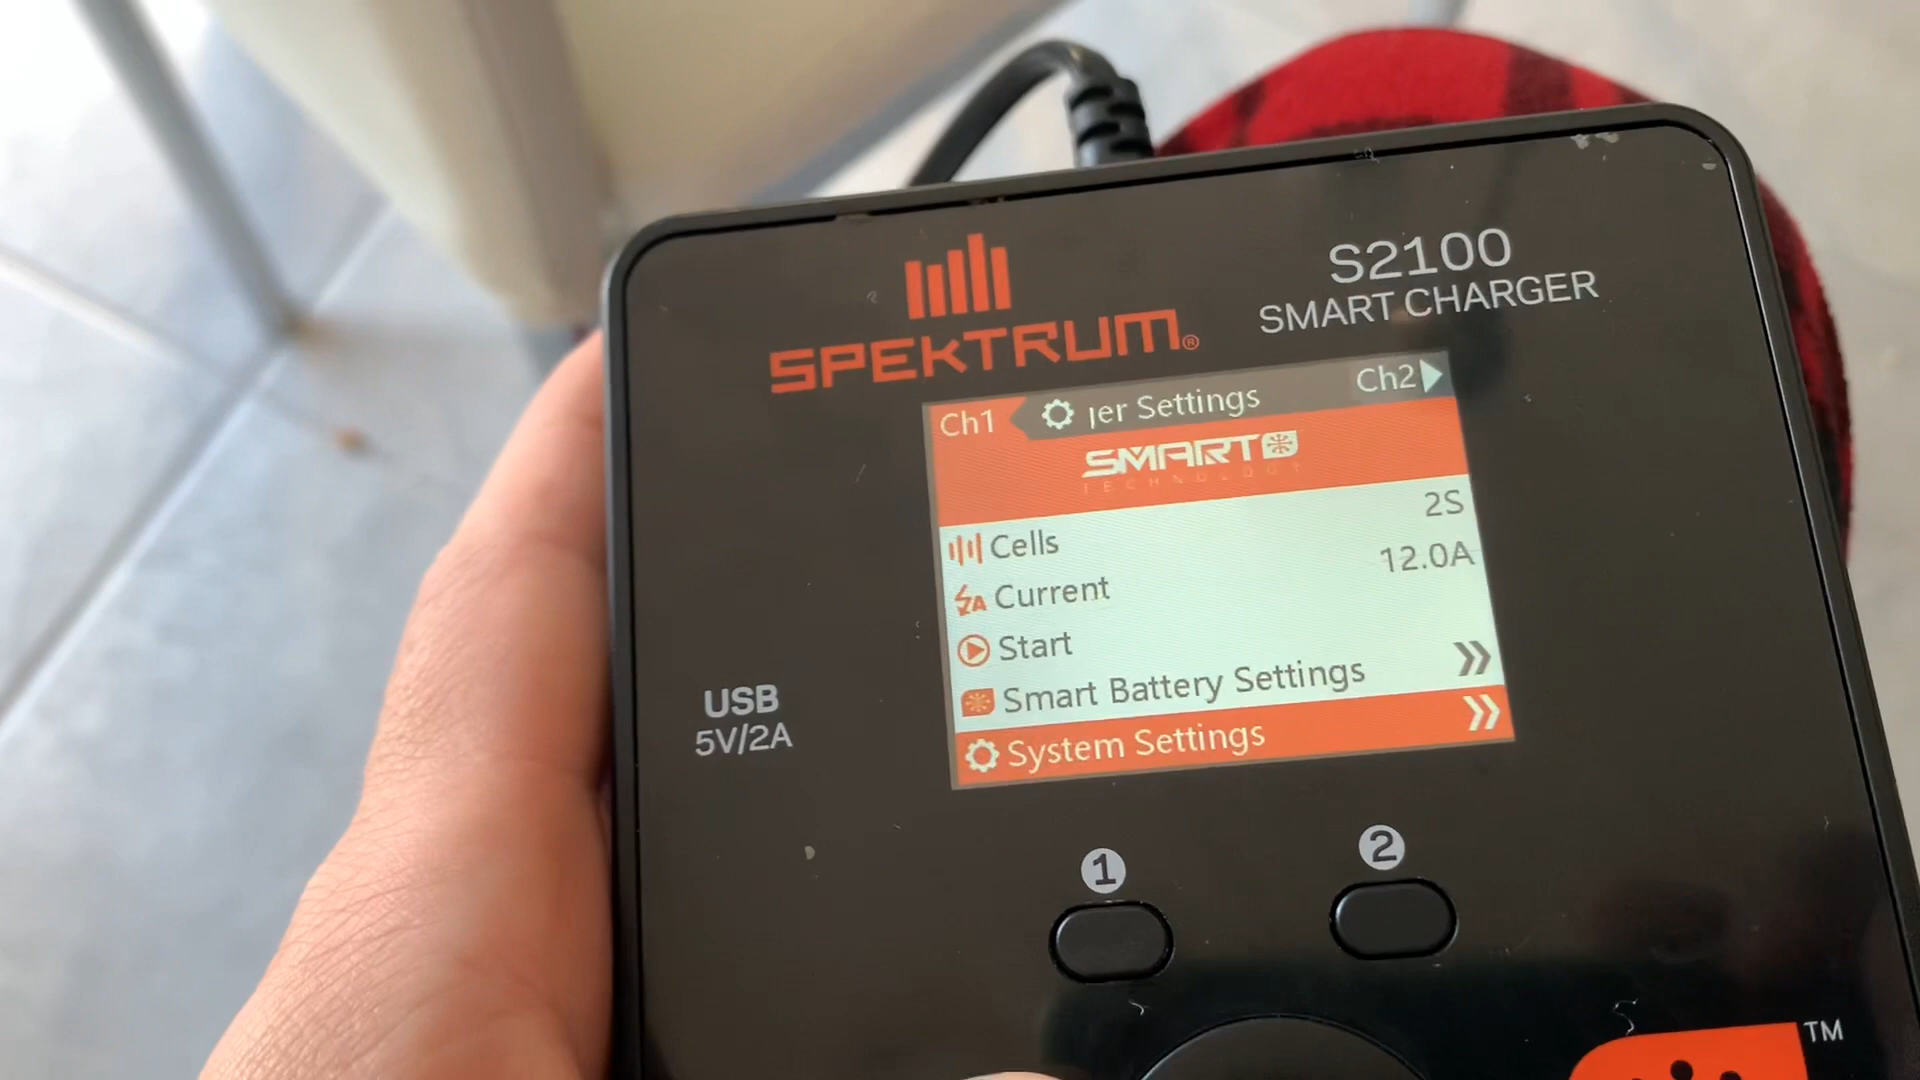 SPEKTRUM®
S2100
SMART CHARGER
Ch1 Settings Ch2
SMART
TECHNOLOGY
Cells 2S
Current 12.0A
Start
Smart Battery Settings
System Settings
USB
5V/2A
1
2
TM